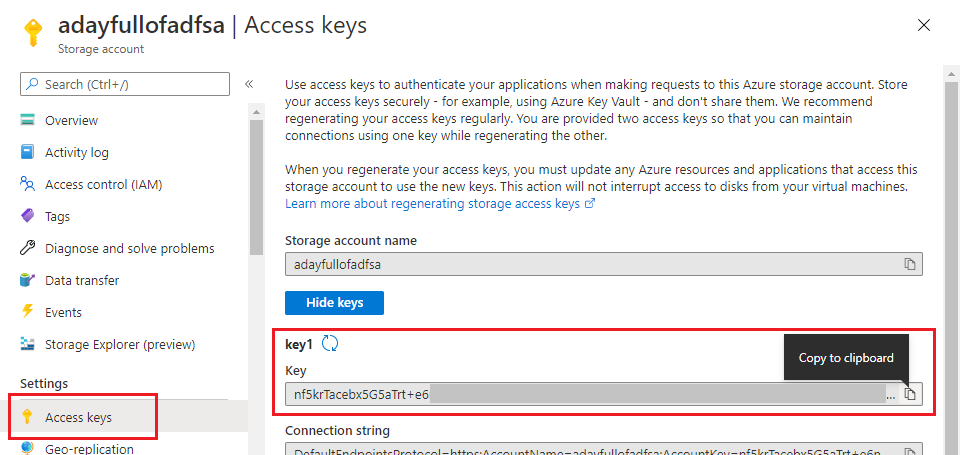 adayfullofadfsa | Access keys
Storage account
Search (Ctrl+/)
«
Overview
Activity log
Access control (IAM)
Tags
Diagnose and solve problems
Data transfer
Events
Storage Explorer (preview)
Settings
Access keys
Geo-replication
Use access keys to authenticate your applications when making requests to this Azure storage account. Store
your access keys securely - for example, using Azure Key Vault - and don't share them. We recommend
regenerating your access keys regularly. You are provided two access keys so that you can maintain
connections using one key while regenerating the other.
When you regenerate your access keys, you must update any Azure resources and applications that access this
storage account to use the new keys. This action will not interrupt access to disks from your virtual machines.
Learn more about regenerating storage access keys
Storage account name
adayfullofadfsa
Hide keys
key1
Copy to clipboard
Key
nf5krTacebx5G5aTrt+e6 ...
Connection string
DefaultEndpointsProtocol=https;AccountName=adayfullofadfsa;AccountKey=nf5krTacebx5G5aTrt+e6n